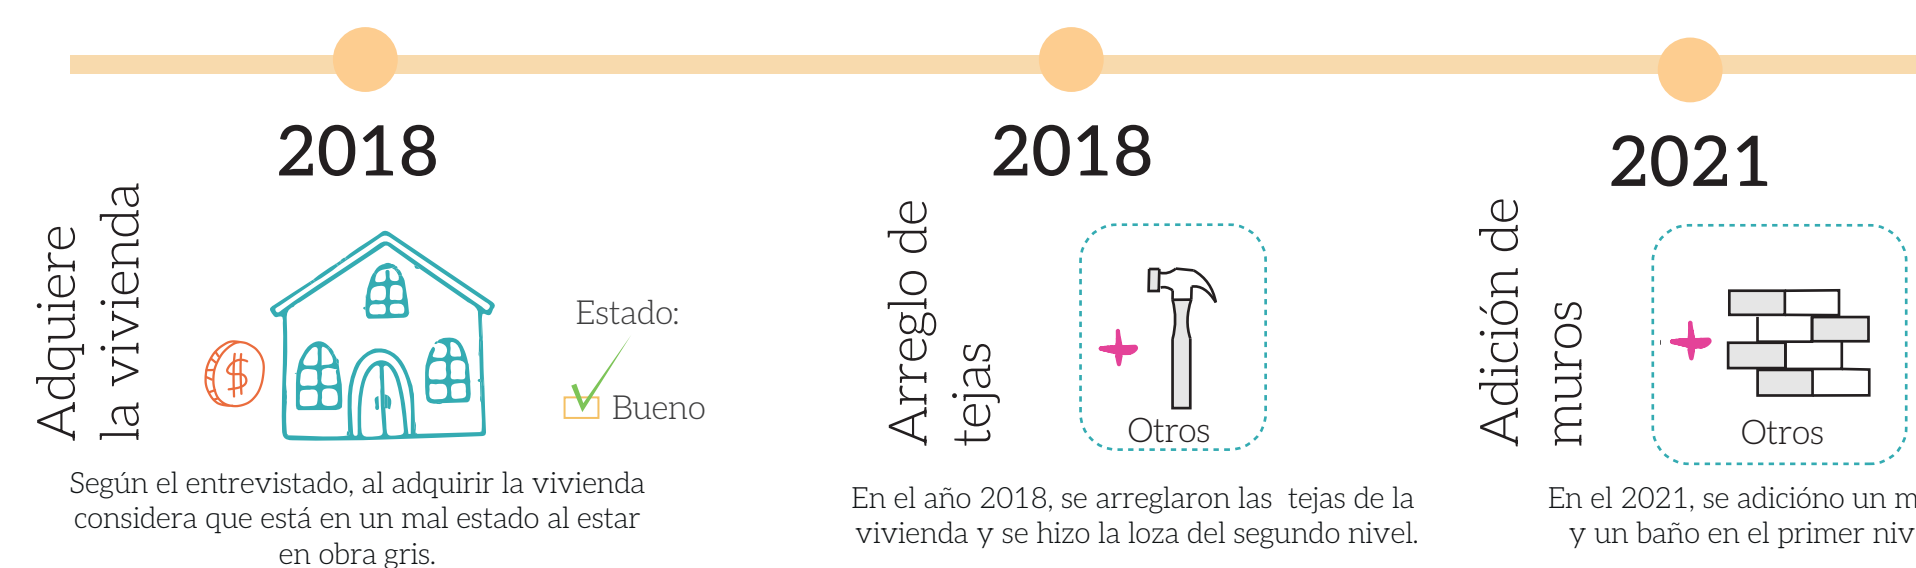 2018
Adquiere
la vivienda
$
Estado:
Bueno
Según el entrevistado, al adquirir la vivienda
considera que está en un mal estado al estar
en obra gris.
2018
Arreglo de
tejas
Otros
En el año 2018, se arreglaron las tejas de la
vivienda y se hizo la loza del segundo nivel.
2021
Adición de
muros
Otros
En el 2021, se adicióno un
y un baño en el primer